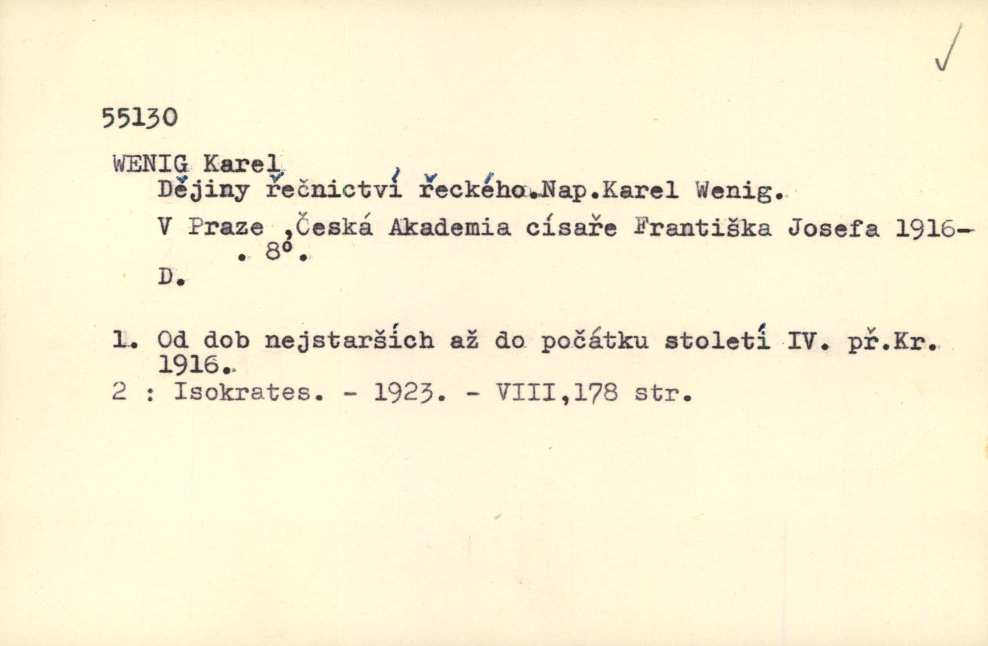 55130
WENIG Karel
Dějiny řečnictví řeckého.Nap.Karel Wenig.
V Praze ,Česká Akademia císaře Františka Josefa 1916-
. 8°.
D.
1. Od dob nejstarších až do počátku století IV. př.Kr.
1916.
2 : Isokrates. - 1923. - VIII,178 str.